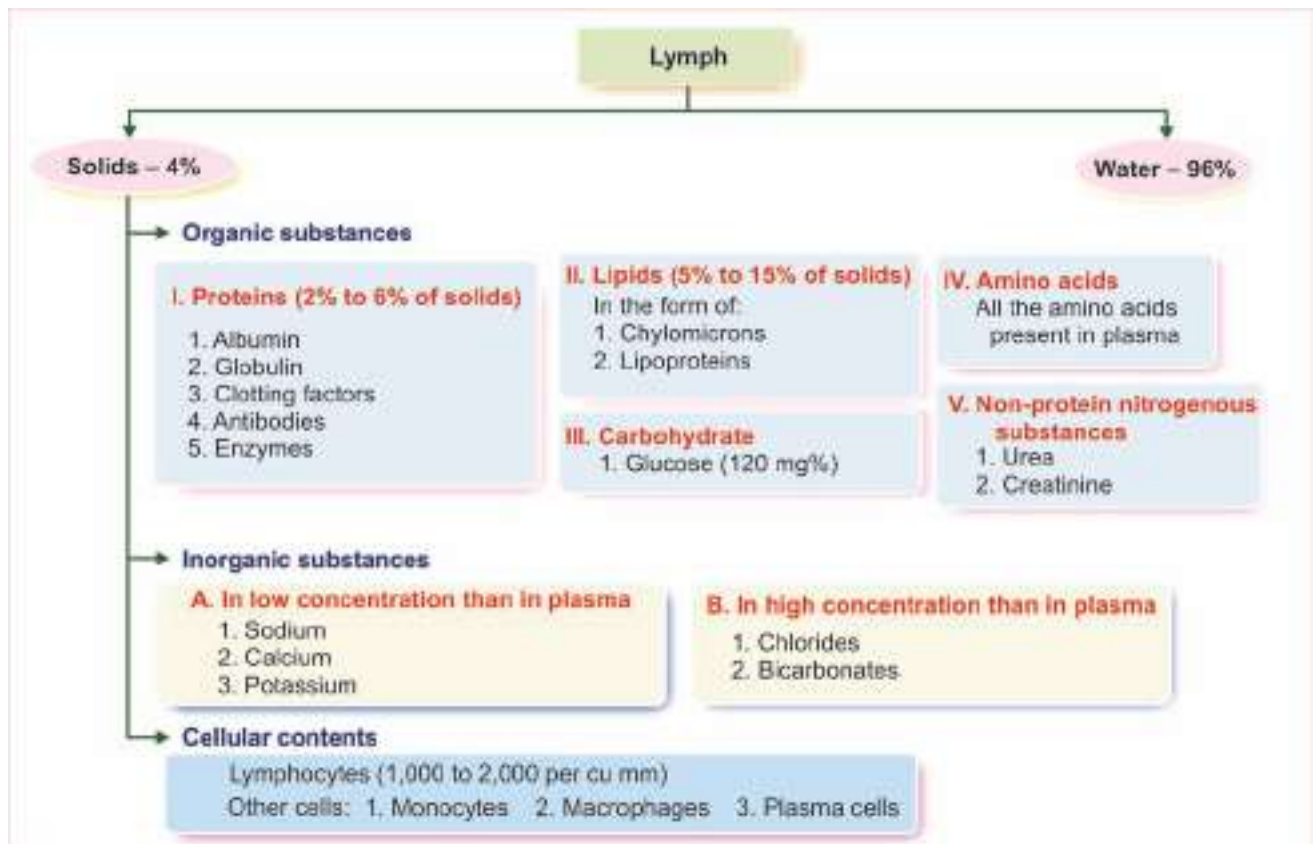 Lymph
Solids – 4%
Water – 96%
Organic substances
I. Proteins (2% to 6% of solids)
1. Albumin
2. Globulin
3. Clotting factors
4. Antibodies
5. Enzymes
II. Lipids (5% to 15% of solids)
In the form of:
1. Chylomicrons
2. Lipoproteins
III. Carbohydrate
1. Glucose (120 mg%)
IV. Amino acids
All the amino acids
present in plasma
V. Non-protein nitrogenous
substances
1. Urea
2. Creatinine
Inorganic substances
A. In low concentration than in plasma
1. Sodium
2. Calcium
3. Potassium
B. In high concentration than in plasma
1. Chlorides
2. Bicarbonates
Cellular contents
Lymphocytes (1,000 to 2,000 per cu mm)
Other cells: 1. Monocytes 2. Macrophages 3. Plasma cells